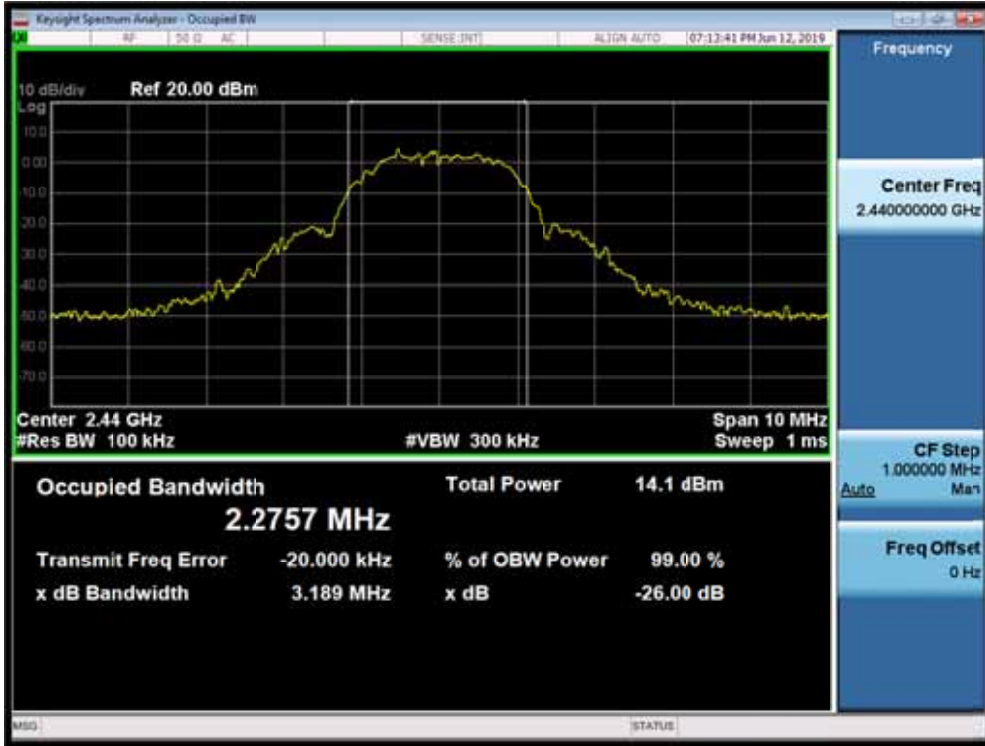 Keysight Spectrum Analyzer - Occupied BW
RF 50 Ω AC SENSE:INT ALIGN AUTO 07:13:41 PM Jun 12, 2019
Frequency
10 dB/div Ref 20.00 dBm
Log
10.0
0.00
-10.0
-20.0
-30.0
-40.0
-50.0
-60.0
-70.0
Center 2.44 GHz Span 10 MHz
#Res BW 100 kHz #VBW 300 kHz Sweep 1 ms
Occupied Bandwidth Total Power 14.1 dBm
2.2757 MHz
Transmit Freq Error -20.000 kHz % of OBW Power 99.00 %
x dB Bandwidth 3.189 MHz x dB -26.00 dB
Center Freq
2.440000000 GHz
CF Step
1.000000 MHz
Auto Man
Freq Offset
0 Hz
MSG STATUS